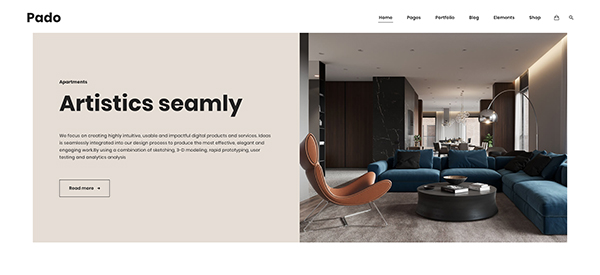 Pado
Home Pages Portfolio Blog Elements Shop
Apartments
Artistics seamly
We focus on creating highly intuitive, usable and impactful digital products and services. Ideas
is seamlessly integrated into our design process to produce the most effective, elegant and
engaging work.By using a combination of sketching, 3-D modeling, rapid prototyping, user
testing and analytics analysis
Read more